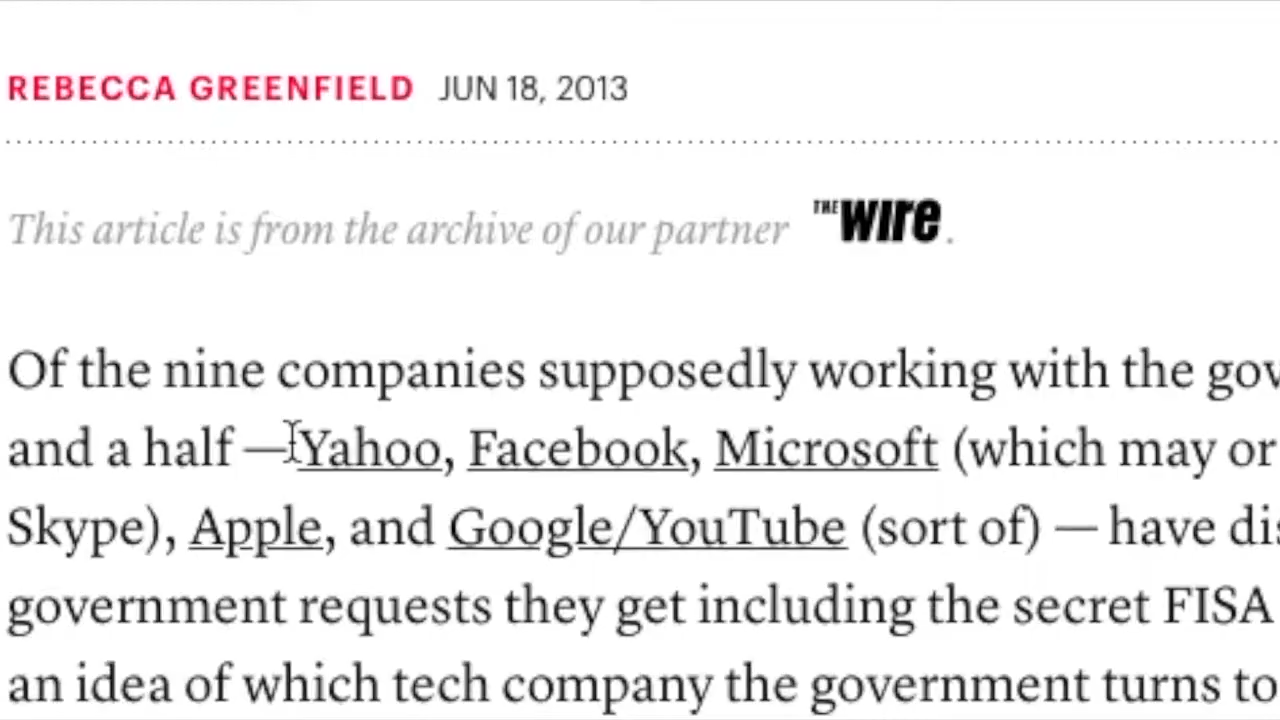 REBECCA GREENFIELD JUN 18, 2013
This article is from the archive of our partner THE wire.
Of the nine companies supposedly working with the gov
and a half —Yahoo, Facebook, Microsoft (which may or
Skype), Apple, and Google/YouTube (sort of) — have dis
government requests they get including the secret FISA
an idea of which tech company the government turns to